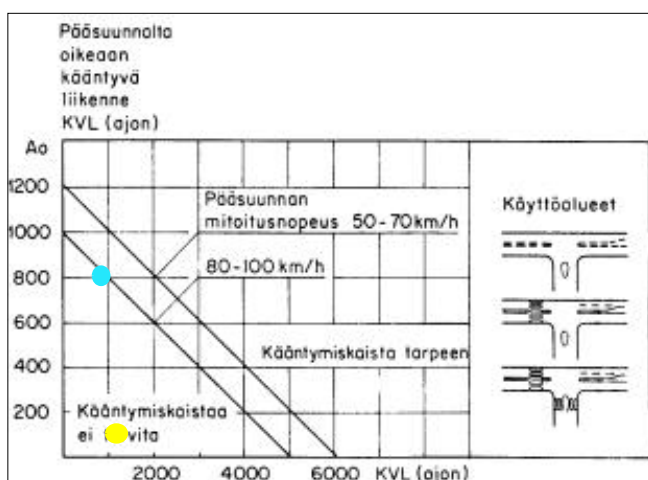 Pääsuunnalta
oikeaan
kääntyvä
liikenne
KVL (ajon)
Ao
1200
1000
800
600
400
200
Pääsuunnan
mitoitusnopeus 50-70km/h
80-100 km/h
Kääntymiskaista tarpeen
Kääntymiskaistaa
ei
2000
4000
6000
KVL (ajon)
Käyttöalueet